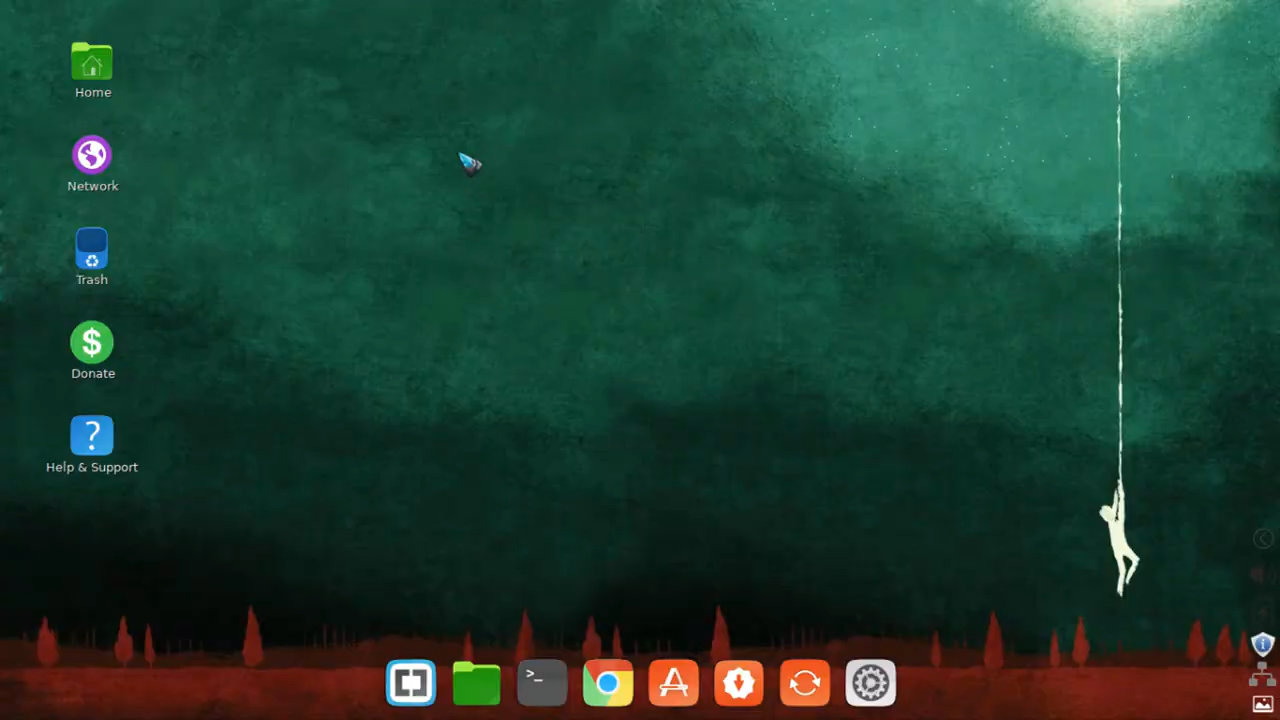 Home
Network
Trash
$
Donate
?
Help & Support
>_